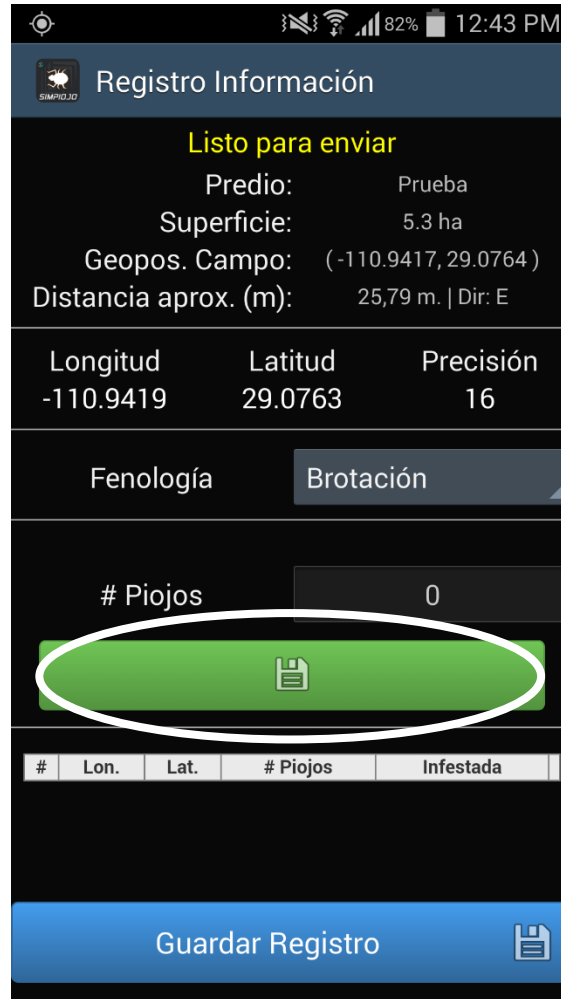 82% 12:43 PM
SIMPIOJO
Registro Información
Listo para enviar
Predio: Prueba
Superficie: 5.3 ha
Geopos. Campo: ( -110.9417, 29.0764 )
Distancia aprox. (m): 25,79 m. | Dir: E
Longitud Latitud Precisión
-110.9419 29.0763 16
Fenología Brotación
# Piojos 0
# Lon. Lat. # Piojos Infestada
Guardar Registro